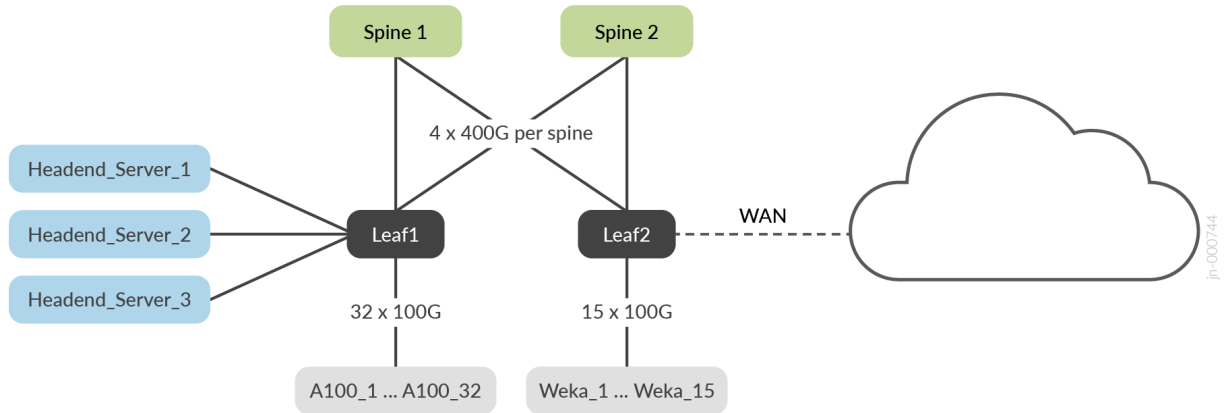 Spine 1
Spine 2
4 x 400G per spine
Headend_Server_1
Headend_Server_2
Headend_Server_3
Leaf1
Leaf2
WAN
32 x 100G
15 x 100G
A100_1 ... A100_32
Weka_1 ... Weka_15
jn-000744